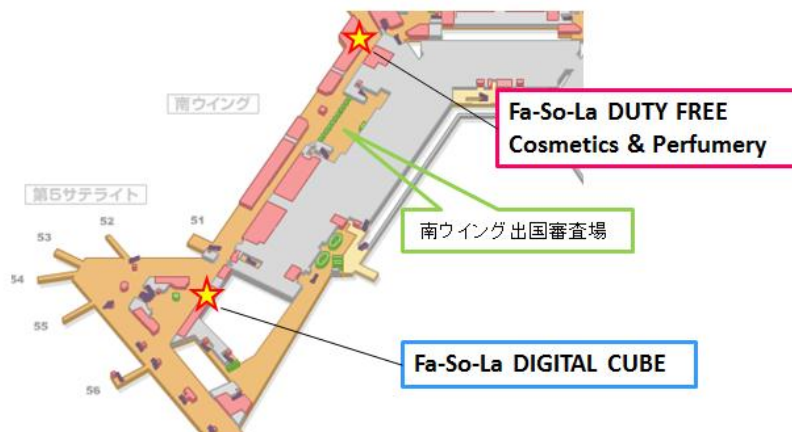 南ウイング
Fa-So-La DUTY FREE
Cosmetics & Perfumery
第5サテライト
南ウイング出国審査場
51
52
53
54
55
56
Fa-So-La DIGITAL CUBE